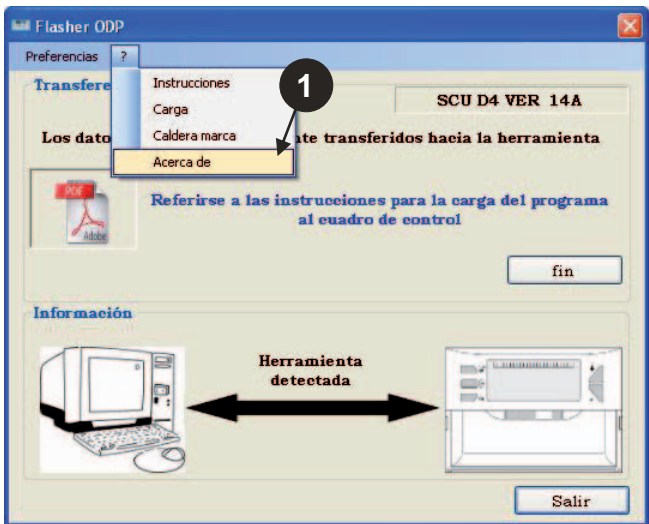 Flasher ODP
Preferencias ?
Transfere
Instrucciones
Carga
Caldera marca
Acerca de
1
SCU D4 VER 14A
Los dato
te transferidos hacia la herramienta
PDF
Adobe
Referirse a las instrucciones para la carga del programa
al cuadro de control
fin
Información
Herramienta
detectada
Salir